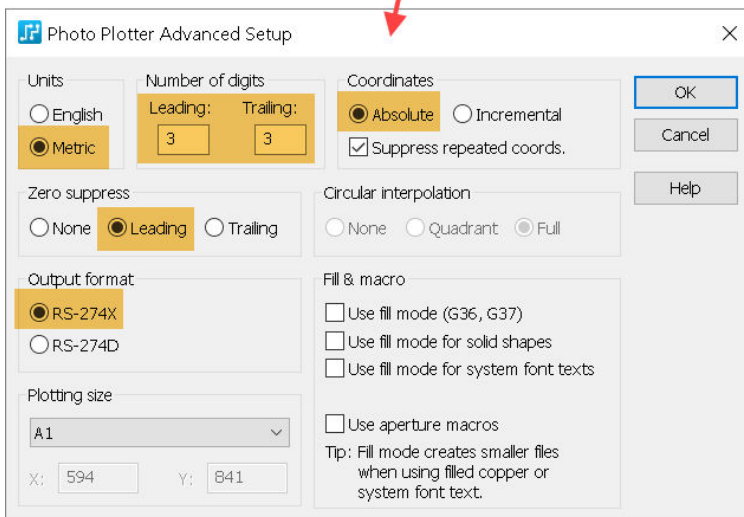 Photo Plotter Advanced Setup
Units
English
Metric
Number of digits
Leading: Trailing:
3 3
Coordinates
Absolute Incremental
Suppress repeated coords.
OK
Cancel
Help
Zero suppress
None Leading Trailing
Circular interpolation
None Quadrant Full
Output format
RS-274X
RS-274D
Fill & macro
Use fill mode (G36, G37)
Use fill mode for solid shapes
Use fill mode for system font texts
Use aperture macros
Tip: Fill mode creates smaller files
when using filled copper or
system font text.
Plotting size
A1
X: 594 Y: 841